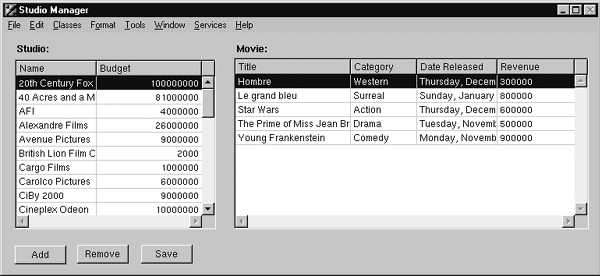 Studio Manager
File Edit Classes Format Tools Window Services Help
Studio: Movie:
Name Budget
20th Century Fox 100000000
40 Acres and a M 81000000
AFI 4000000
Alexandre Films 26000000
Avenue Pictures 9000000
British Lion Film C 2000
Cargo Films 1000000
Carolco Pictures 6000000
CiBy 2000 9000000
Cineplex Odeon 10000000
Title Category Date Released Revenue
Hombre Western Thursday, Decem 300000
Le grand bleu Surreal Sunday, January 800000
Star Wars Action Thursday, Decem 600000
The Prime of Miss Jean Br Drama Tuesday, Novemb 500000
Young Frankenstein Comedy Monday, Novemb 900000
Add Remove Save